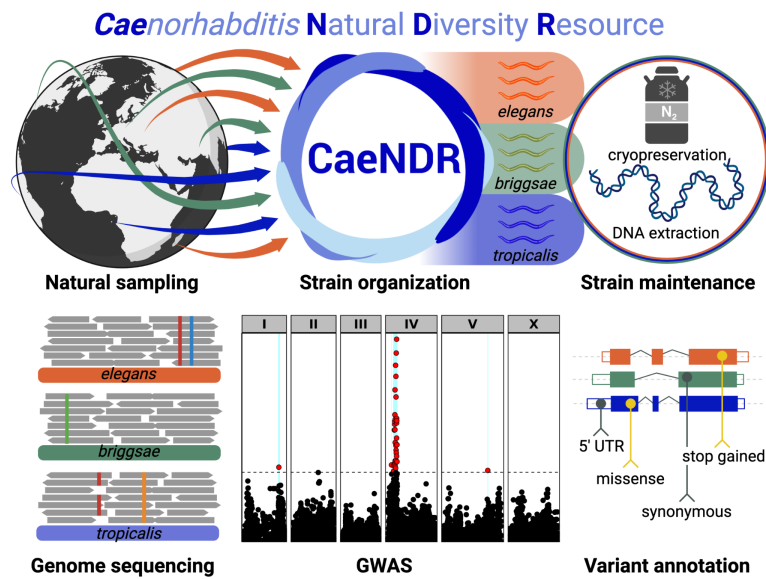 Caenorhabditis Natural Diversity Resource
CaeNDR
elegans
briggsae
tropicalis
N₂
cryopreservation
DNA extraction
Natural sampling
Strain organization
Strain maintenance
elegans
briggsae
tropicalis
Genome sequencing
I II III IV V X
GWAS
5' UTR
missense
stop gained
synonymous
Variant annotation